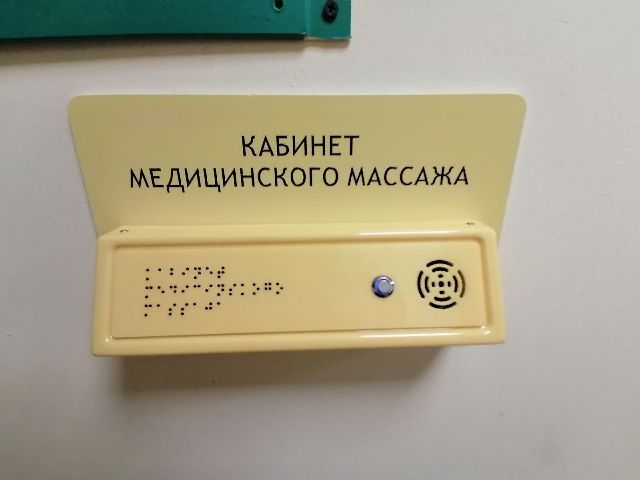 КАБИНЕТ
МЕДИЦИНСКОГО МАССАЖА
⠅⠁⠃⠊⠝⠑⠞
⠍⠑⠙⠊⠉⠊⠝⠎⠅⠕⠛⠕
⠍⠁⠎⠎⠁⠚⠁